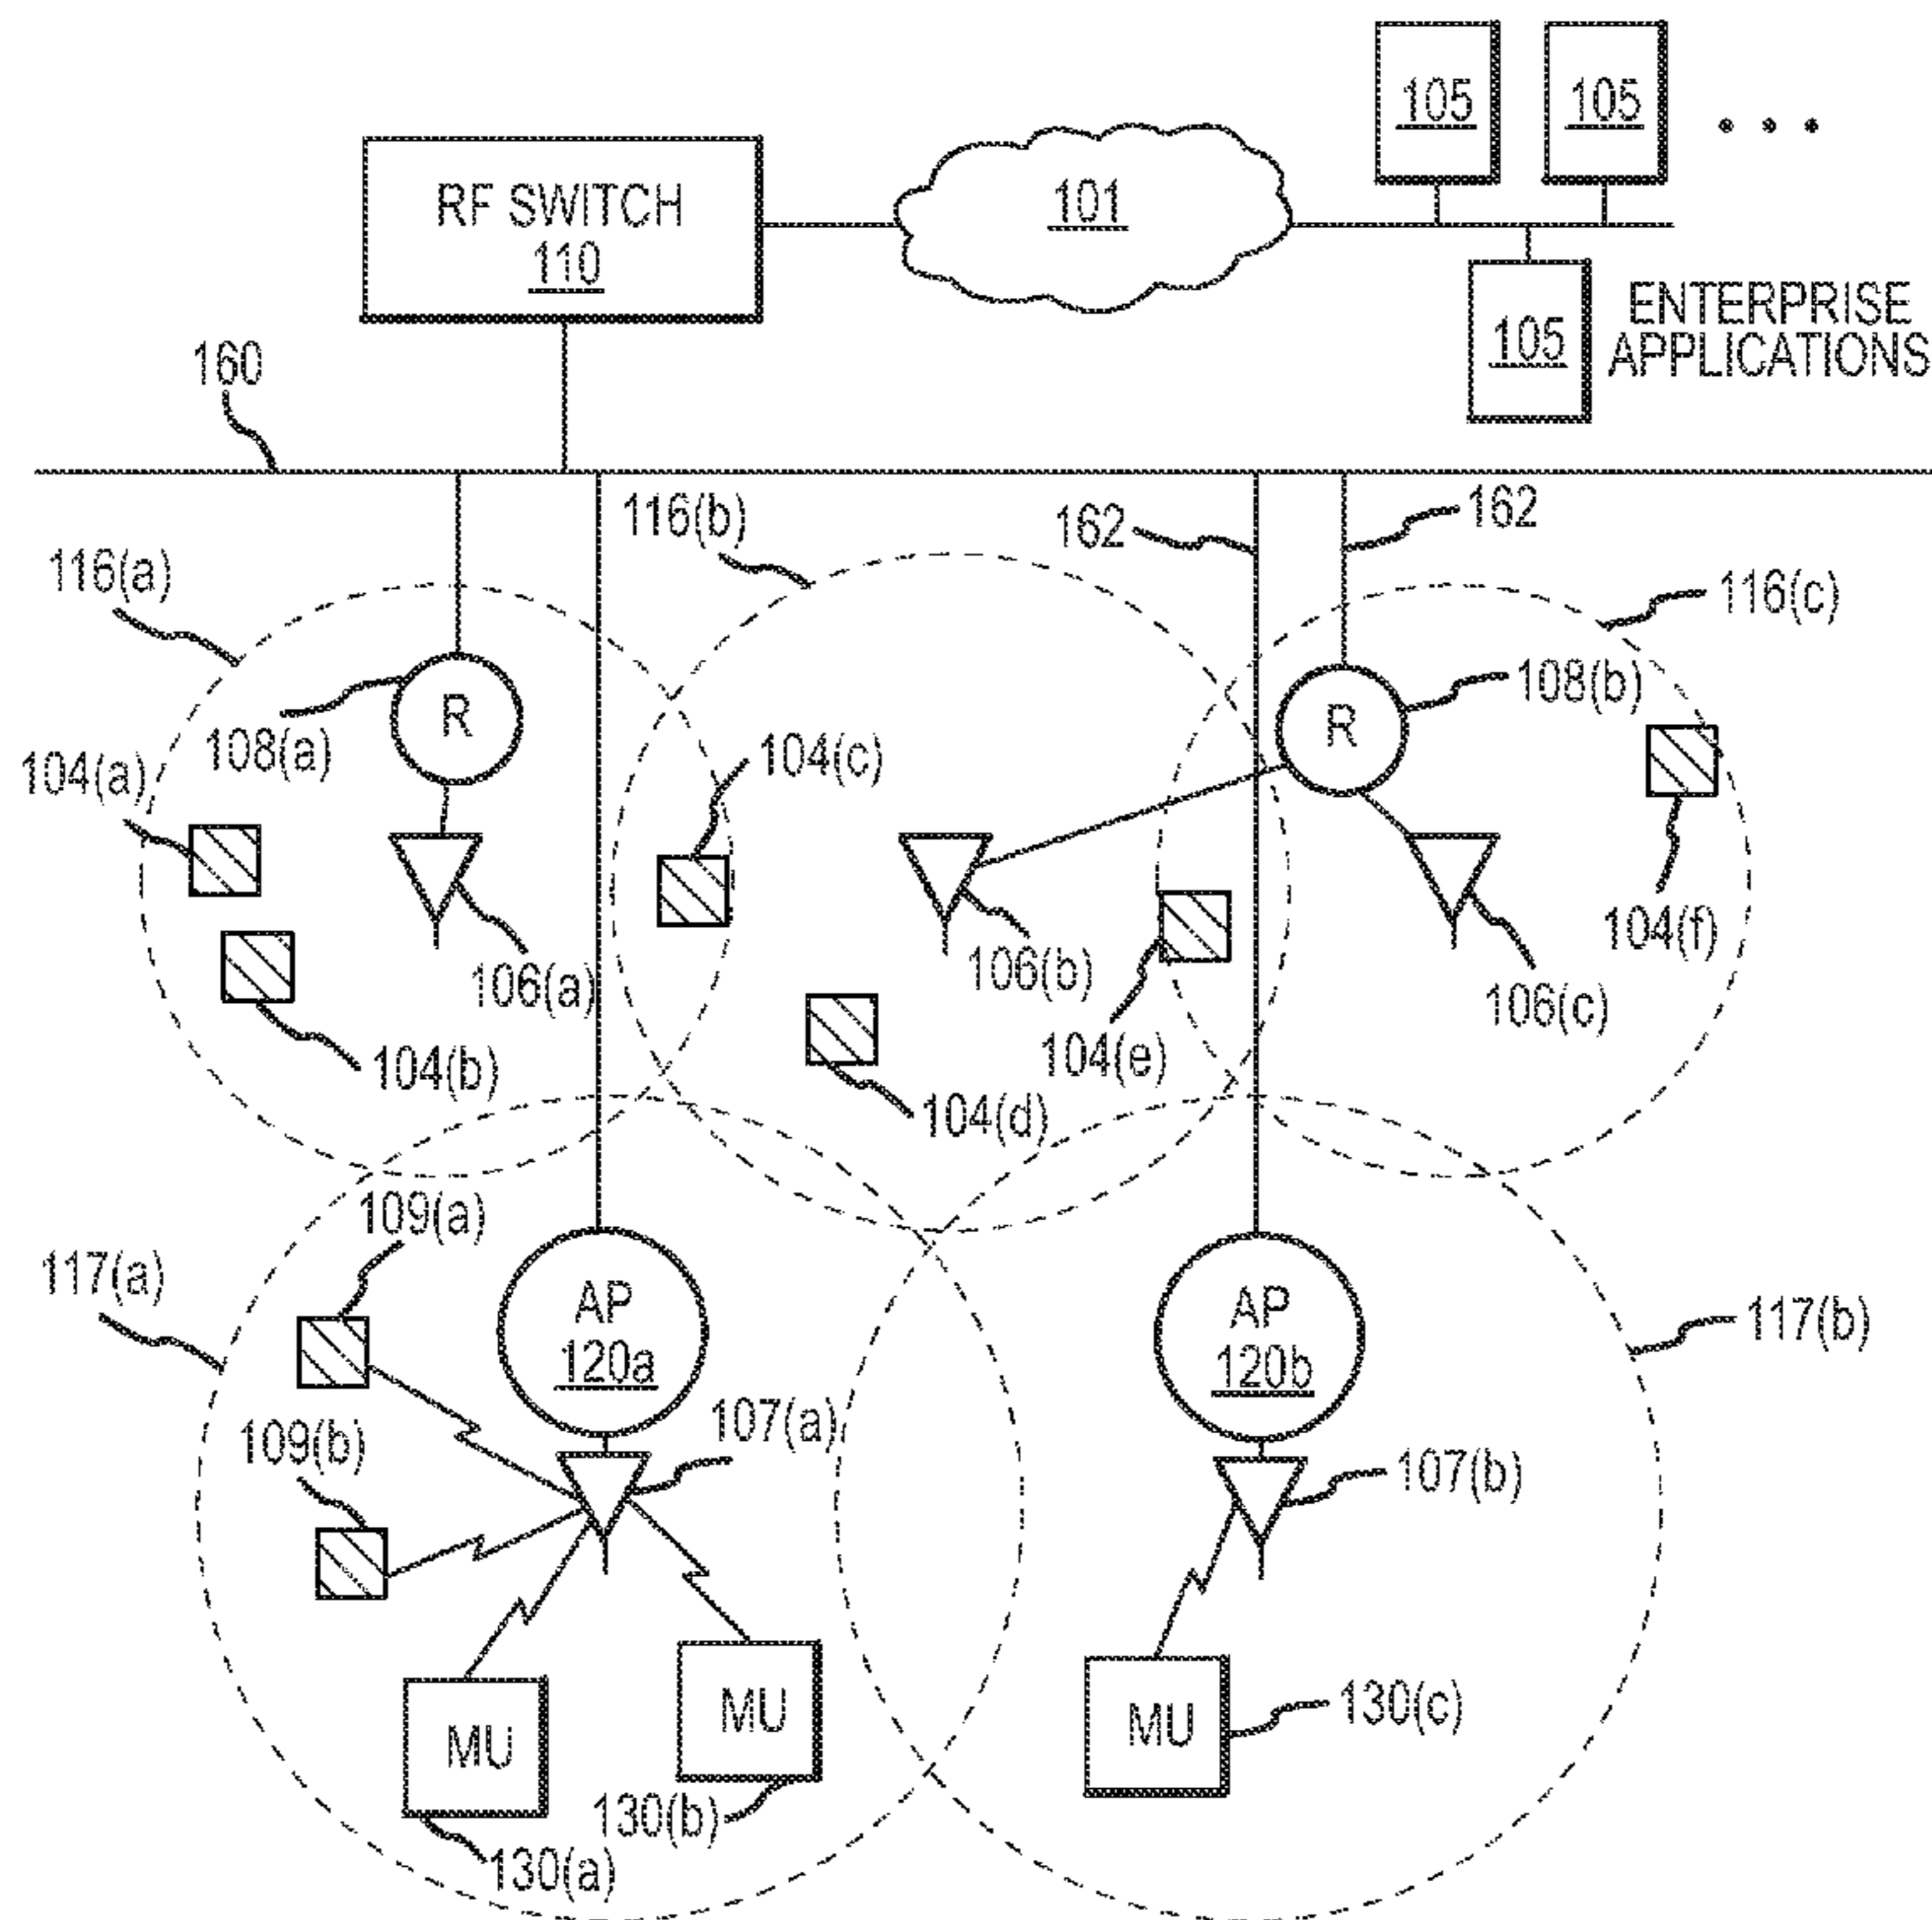 105
105
RF SWITCH
110
101
105
ENTERPRISE
APPLICATIONS
160
116(b)
162
162
116(a)
116(c)
R
108(a)
R
108(b)
104(a)
104(c)
106(a)
106(b)
104(f)
104(b)
104(e)
106(c)
104(d)
109(a)
117(a)
AP
120a
AP
120b
117(b)
109(b)
107(a)
107(b)
MU
MU
MU
130(c)
130(b)
130(a)